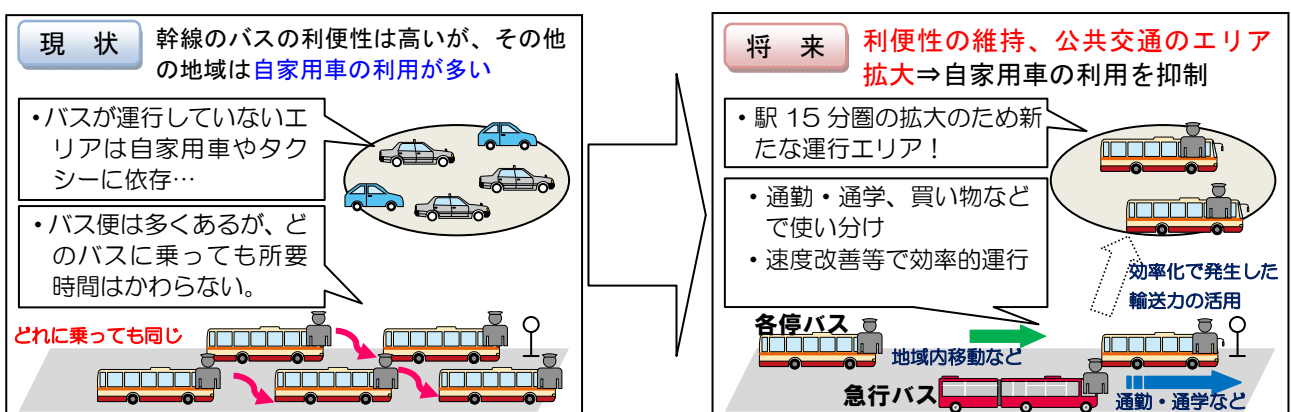 現 状
幹線のバスの利便性は高いが、その他
の地域は自家用車の利用が多い
・バスが運行していないエ
リアは自家用車やタク
シーに依存…
・バス便は多くあるが、ど
のバスに乗っても所要
時間はかわらない。
どれに乗っても同じ
将 来
利便性の維持、公共交通のエリア
拡大⇒自家用車の利用を抑制
・駅 15 分圏の拡大のため新
たな運行エリア！
・通勤・通学、買い物など
で使い分け
・速度改善等で効率的運行
効率化で発生した
輸送力の活用
各停バス
地域内移動など
急行バス
通勤・通学など